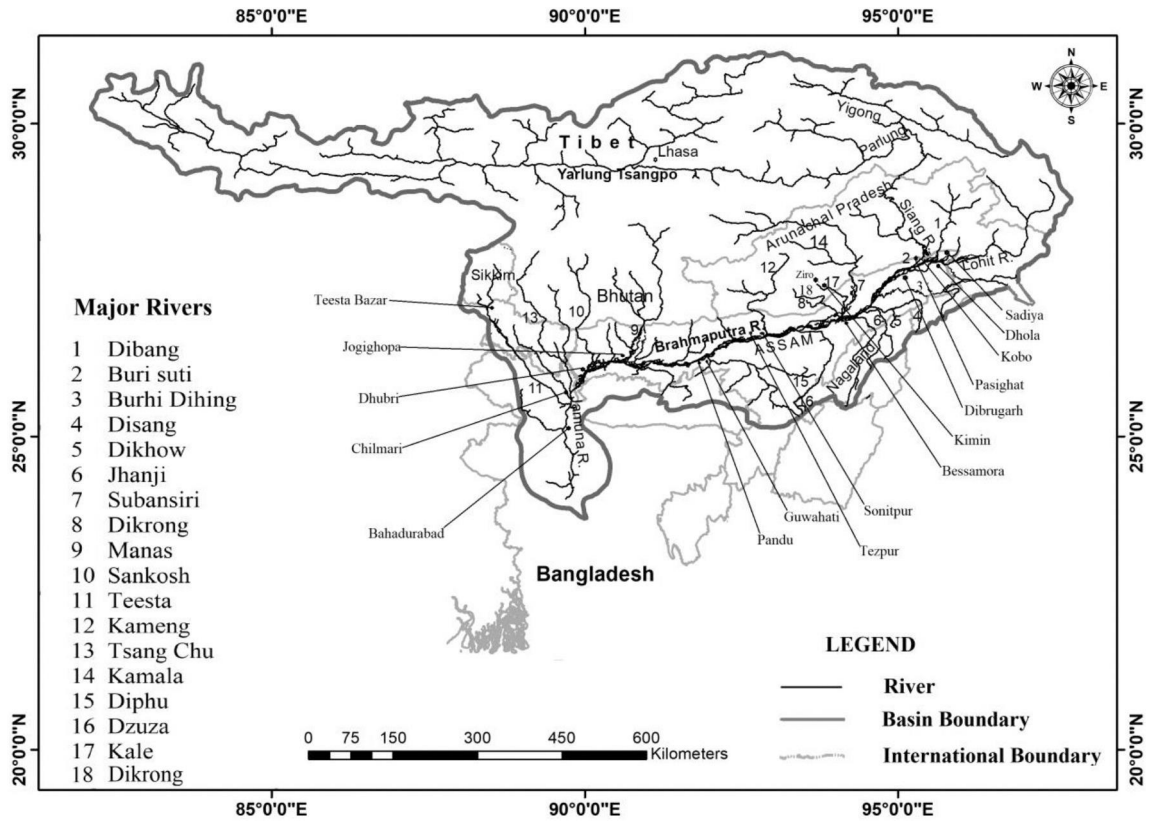 85°0'0"E 90°0'0"E 95°0'0"E
30°0'0"N
25°0'0"N
20°0'0"N
30°0'0"N
25°0'0"N
20°0'0"N
N
W E
S
Yigong
Parlung
Tibet
Lhasa
Yarlung Tsangpo
Arunachal Pradesh
Siang R.
1
14
2
Lohit R.
12
Ziro
17
7
18
8
3
Sikkim
Bhutan
10
13
9
Brahmaputra R.
ASSAM
6
5
4
Nagaland
15
16
11
Jamuna R.
Teesta Bazar
Jogighopa
Dhubri
Chilmari
Bahadurabad
Sadiya
Dhola
Kobo
Pasighat
Dibrugarh
Kimin
Bessamora
Sonitpur
Guwahati
Tezpur
Pandu
Bangladesh
Major Rivers
1 Dibang
2 Buri suti
3 Burhi Dihing
4 Disang
5 Dikhow
6 Jhanji
7 Subansiri
8 Dikrong
9 Manas
10 Sankosh
11 Teesta
12 Kameng
13 Tsang Chu
14 Kamala
15 Diphu
16 Dzuza
17 Kale
18 Dikrong
0 75 150 300 450 600
Kilometers
LEGEND
River
Basin Boundary
International Boundary
85°0'0"E 90°0'0"E 95°0'0"E